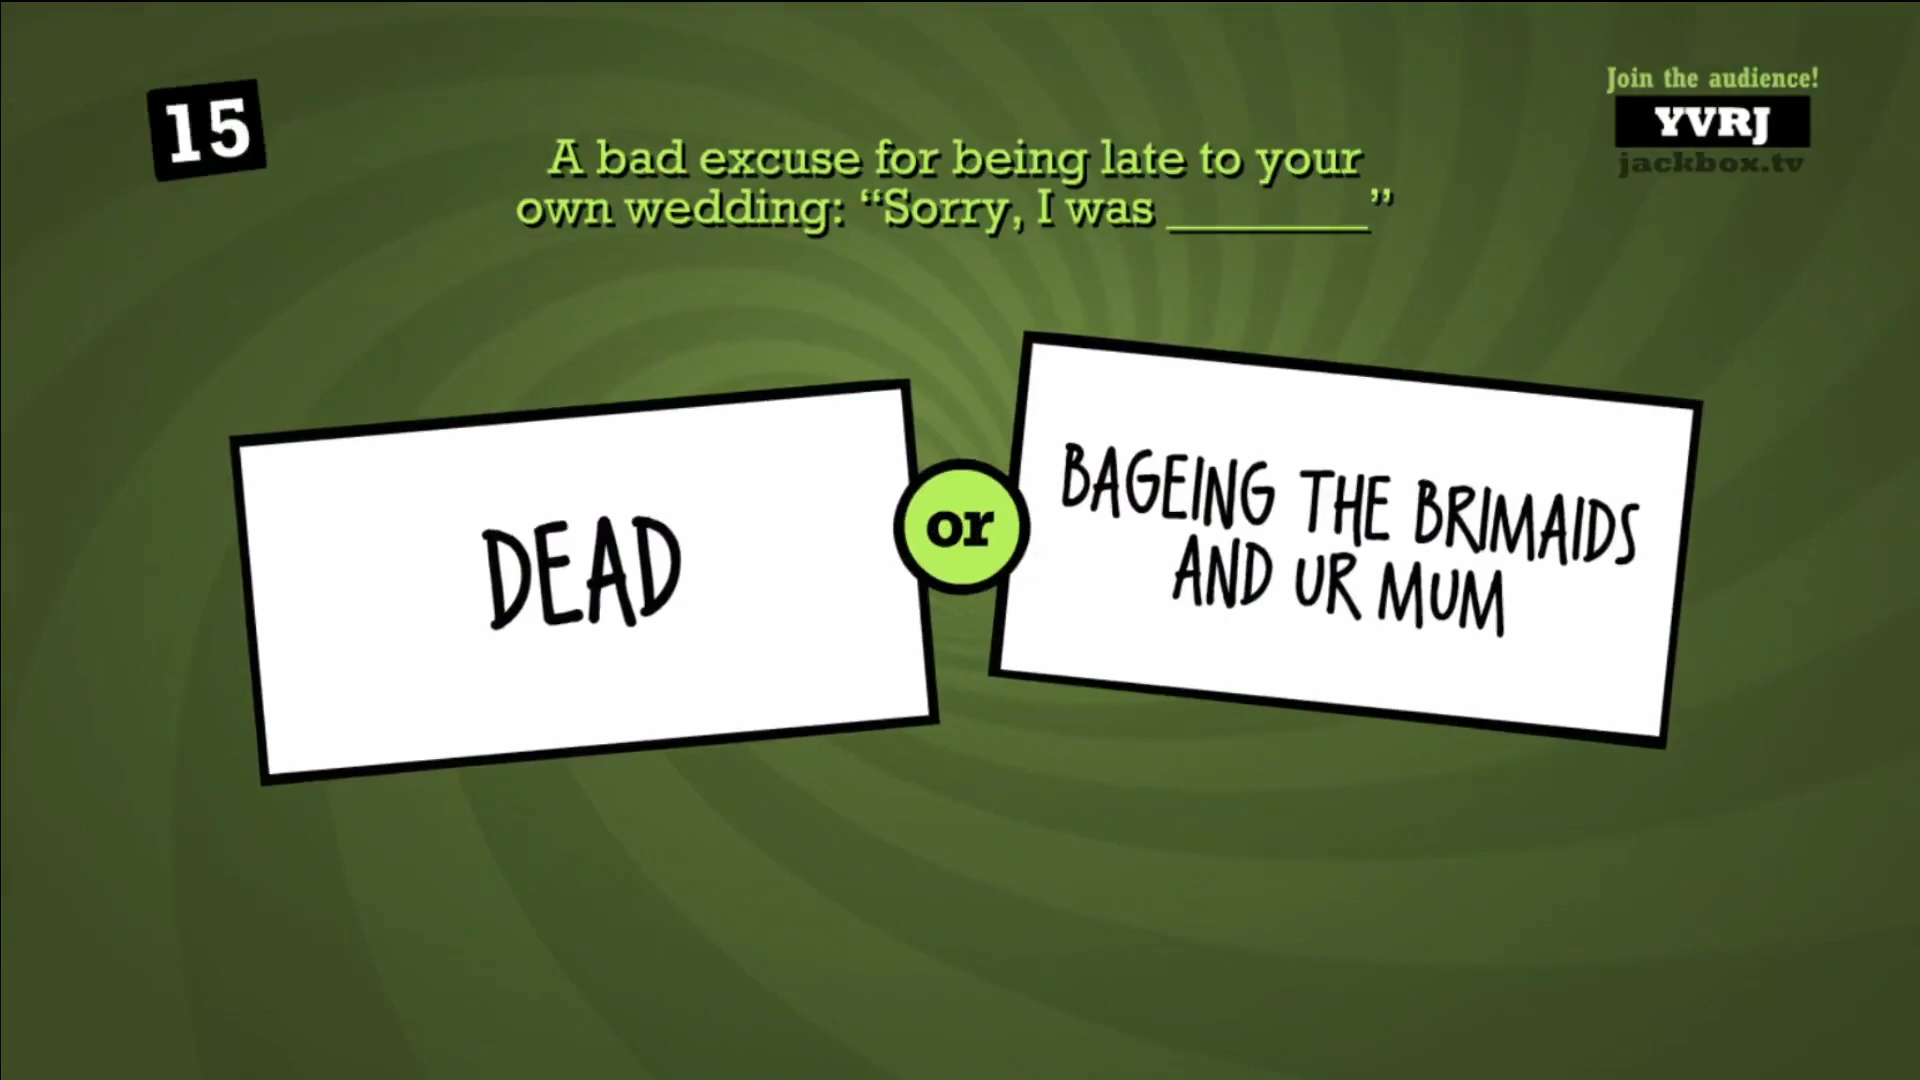 15
Join the audience!
YVRJ
jackbox.tv
A bad excuse for being late to your
own wedding: “Sorry, I was ________”
DEAD
or
BAGEING THE BRIMAIDS
AND UR MUM